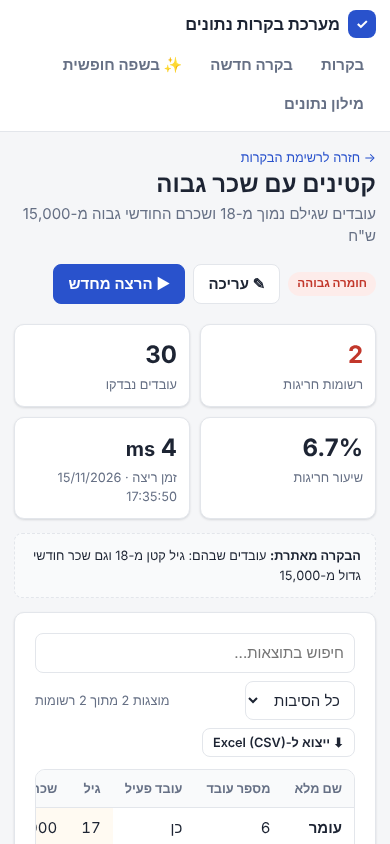 מערכת בקרות נתונים
בקרות
בקרה חדשה
✨ בשפה חופשית
מילון נתונים
→ חזרה לרשימת הבקרות
קטינים עם שכר גבוה
עובדים שגילם נמוך מ-18 ושכרם החודשי גבוה מ-15,000
ש"ח
חומרה גבוהה
✎ עריכה
▶ הרצה מחדש
2
רשומות חריגות
30
עובדים נבדקו
6.7%
שיעור חריגות
4 ms
זמן ריצה · 15/11/2026
17:35:50
הבקרה מאתרת: עובדים שבהם: גיל קטן מ-18 וגם שכר חודשי
גדול מ-15,000
חיפוש בתוצאות...
כל הסיבות
מוצגות 2 מתוך 2 רשומות
⬇ ייצוא ל-Excel (CSV)
שם מלא מספר עובד עובד פעיל גיל
עומר 6 כן 17